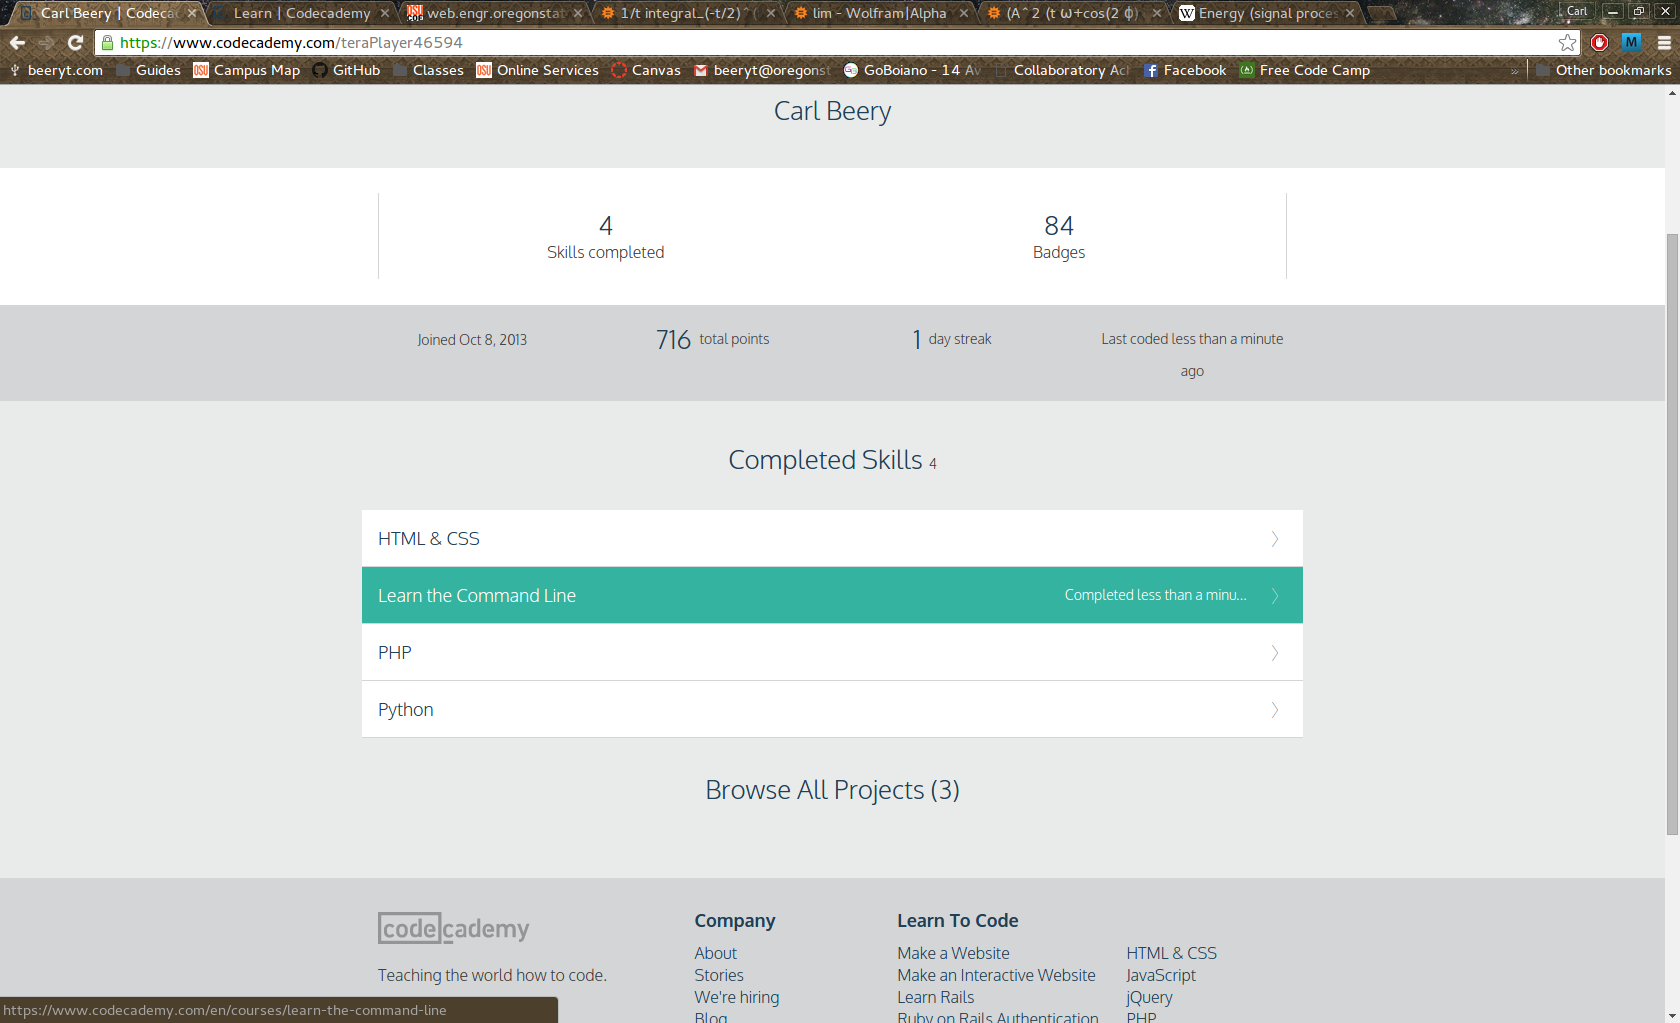 Carl Beery | Codeca
Learn | Codecademy
web.engr.oregonstat
1/t integral_(-t/2)^(
lim - Wolfram|Alpha
(A^2 (t ω+cos(2 ϕ)
Energy (signal proces
Carl
https://www.codecademy.com/teraPlayer46594
M
beeryt.com
Guides
OSU Campus Map
GitHub
Classes
OSU Online Services
Canvas
beeryt@oregonst
GoBoiano - 14 Av
Collaboratory Act
Facebook
Free Code Camp
»
Other bookmarks
Carl Beery
4
Skills completed
84
Badges
Joined Oct 8, 2013
716 total points
1 day streak
Last coded less than a minute
ago
Completed Skills 4
HTML & CSS
Learn the Command Line
Completed less than a minu...
PHP
Python
Browse All Projects (3)
codecademy
Teaching the world how to code.
Company
About
Stories
We're hiring
Blog
Learn To Code
Make a Website
Make an Interactive Website
Learn Rails
Ruby on Rails Authentication
HTML & CSS
JavaScript
jQuery
PHP
https://www.codecademy.com/en/courses/learn-the-command-line